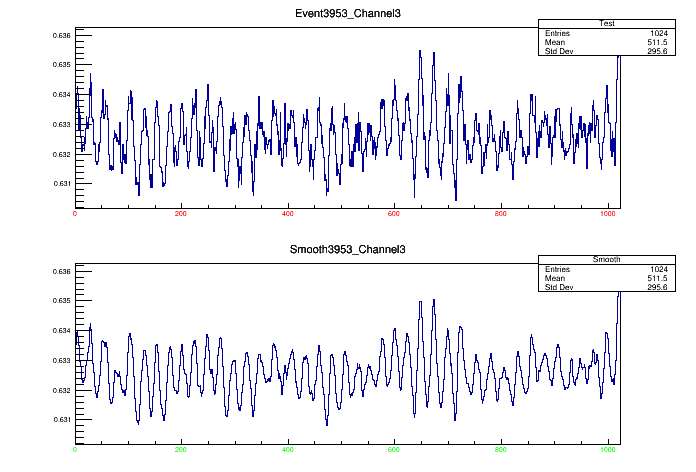 Event3953_Channel3
Test
Entries 1024
Mean 511.5
Std Dev 295.6
0.636
0.635
0.634
0.633
0.632
0.631
0 200 400 600 800 1000
Smooth3953_Channel3
Smooth
Entries 1024
Mean 511.5
Std Dev 295.6
0.636
0.635
0.634
0.633
0.632
0.631
0 200 400 600 800 1000